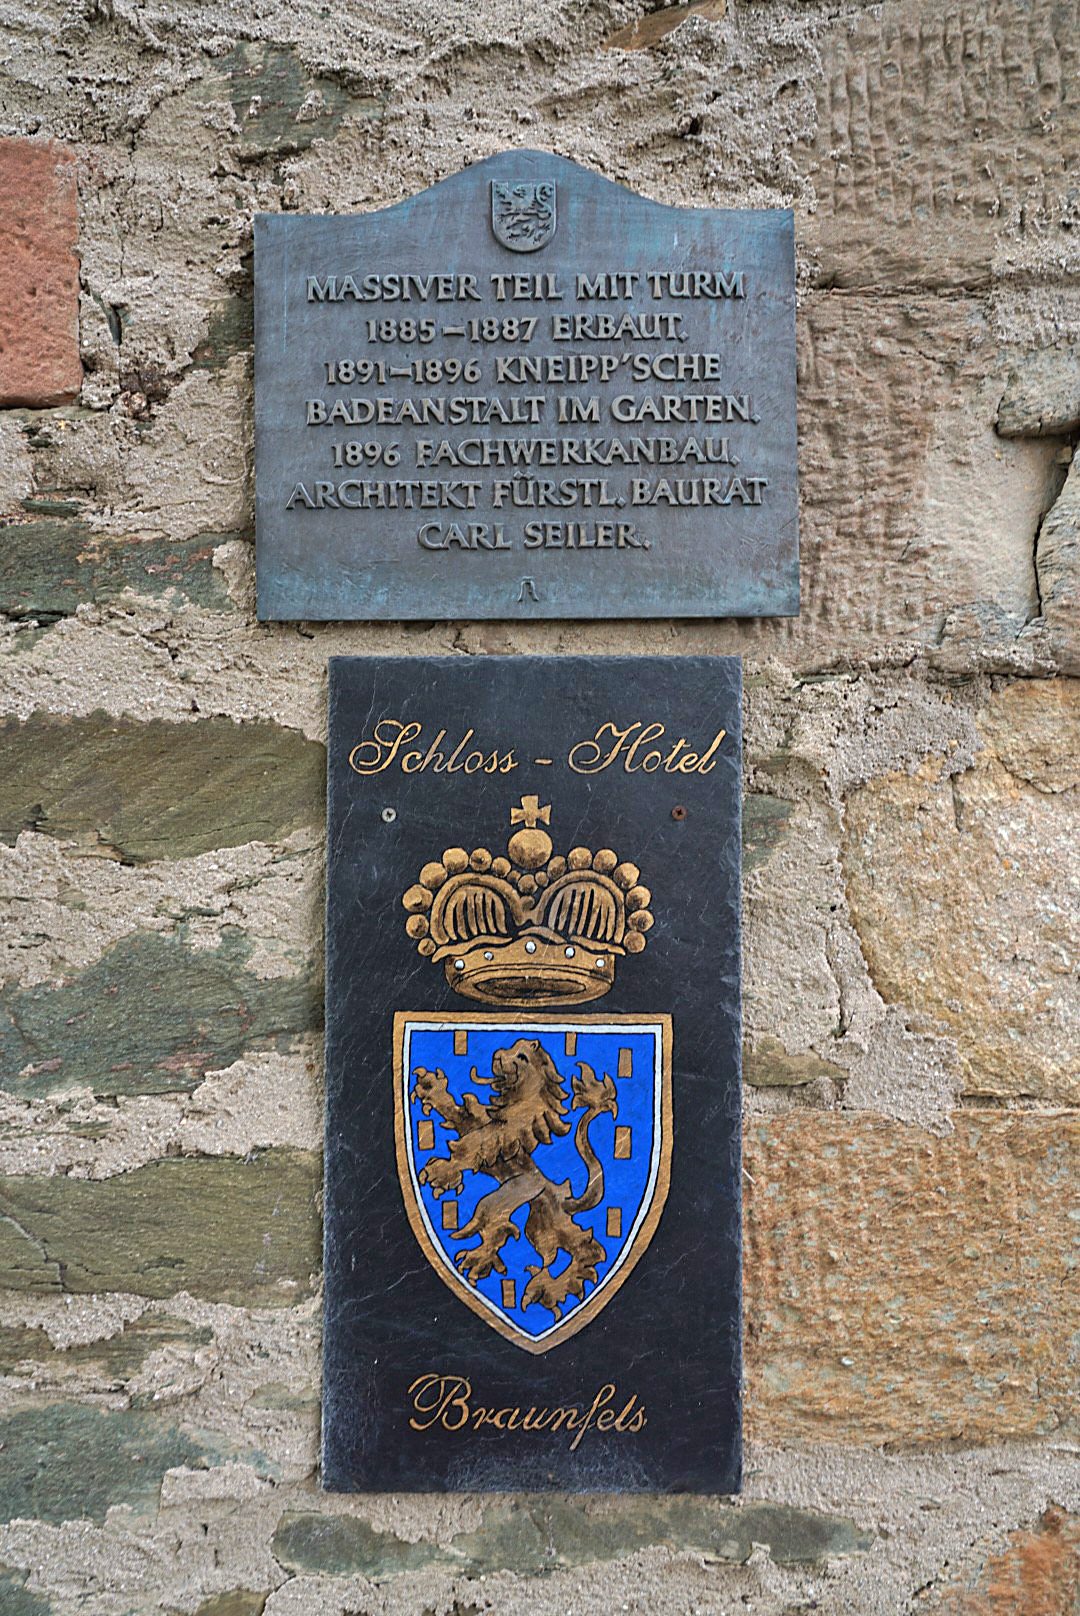 MASSIVER TEIL MIT TURM
1885–1887 ERBAUT.
1891–1896 KNEIPP'SCHE
BADEANSTALT IM GARTEN.
1896 FACHWERKANBAU.
ARCHITEKT FÜRSTL. BAURAT
CARL SEILER.
Schloss - Hotel
Braunfels